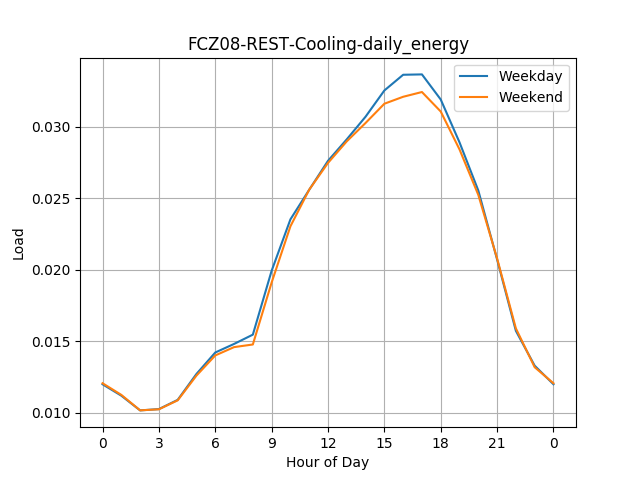 FCZ08-REST-Cooling-daily_energy
Weekday
Weekend
0.030
0.025
0.020
0.015
0.010
Load
0 3 6 9 12 15 18 21 0
Hour of Day